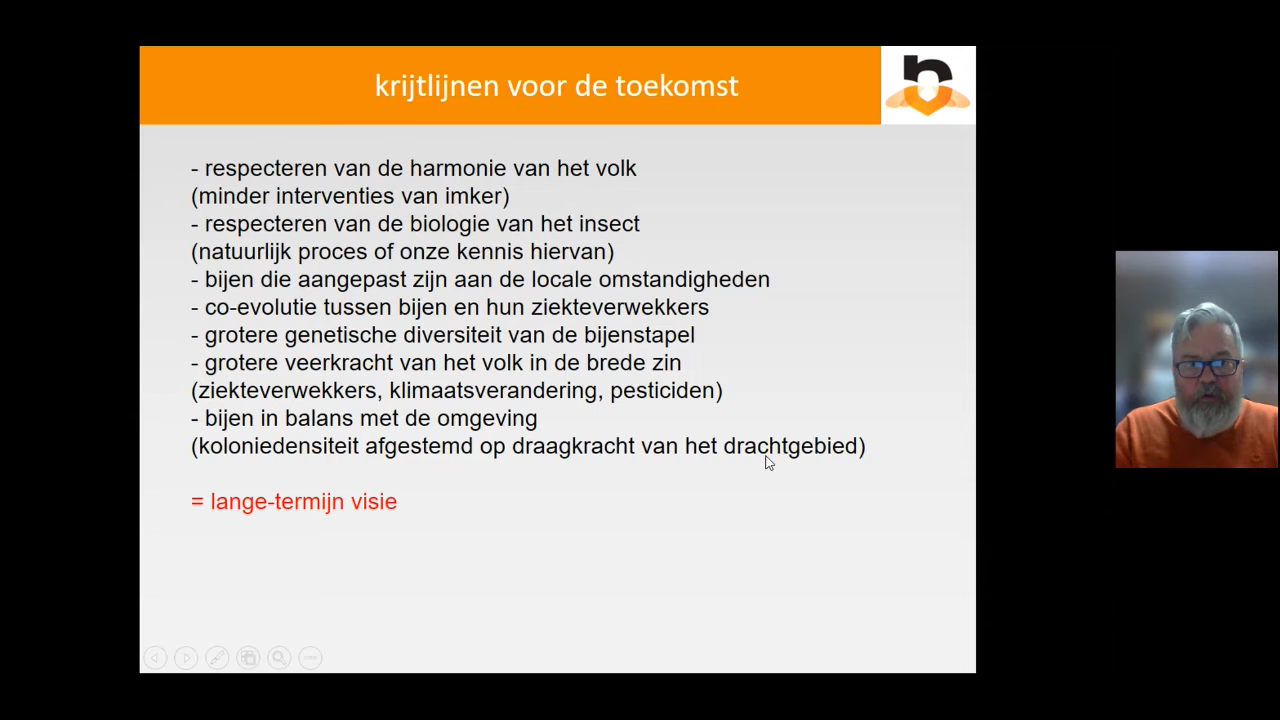 krijtlijnen voor de toekomst
- respecteren van de harmonie van het volk
(minder interventies van imker)
- respecteren van de biologie van het insect
(natuurlijk proces of onze kennis hiervan)
- bijen die aangepast zijn aan de locale omstandigheden
- co-evolutie tussen bijen en hun ziekteverwekkers
- grotere genetische diversiteit van de bijenstapel
- grotere veerkracht van het volk in de brede zin
(ziekteverwekkers, klimaatsverandering, pesticiden)
- bijen in balans met de omgeving
(koloniedensiteit afgestemd op draagkracht van het drachtgebied)
= lange-termijn visie